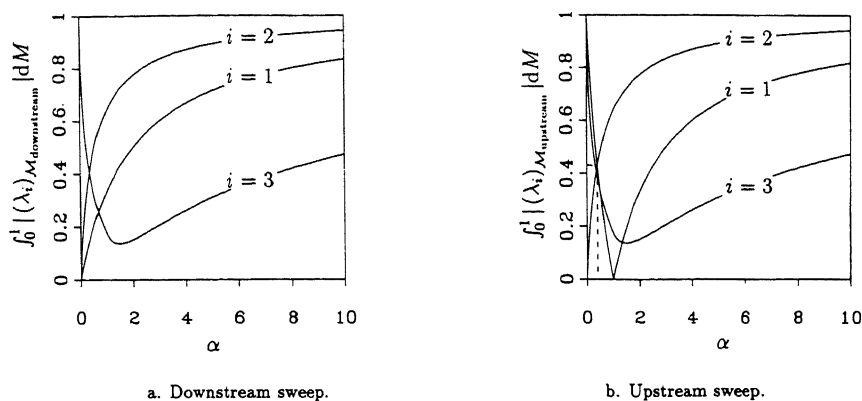 ∫₀¹ |(λᵢ)ₘ_downstream |dM
1
0.8
0.6
0.4
0.2
0
i = 2
i = 1
i = 3
0 2 4 6 8 10
α
a. Downstream sweep.
∫₀¹ |(λᵢ)ₘ_upstream |dM
1
0.8
0.6
0.4
0.2
0
i = 2
i = 1
i = 3
0 2 4 6 8 10
α
b. Upstream sweep.